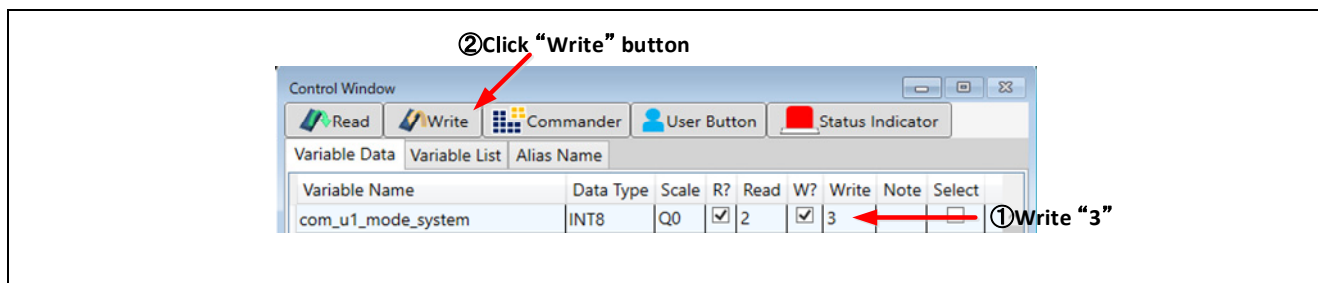 ②Click “Write” button
Control Window
Read Write Commander User Button Status Indicator
Variable Data Variable List Alias Name
Variable Name Data Type Scale R? Read W? Write Note Select
com_u1_mode_system INT8 Q0 2 3
①Write “3”